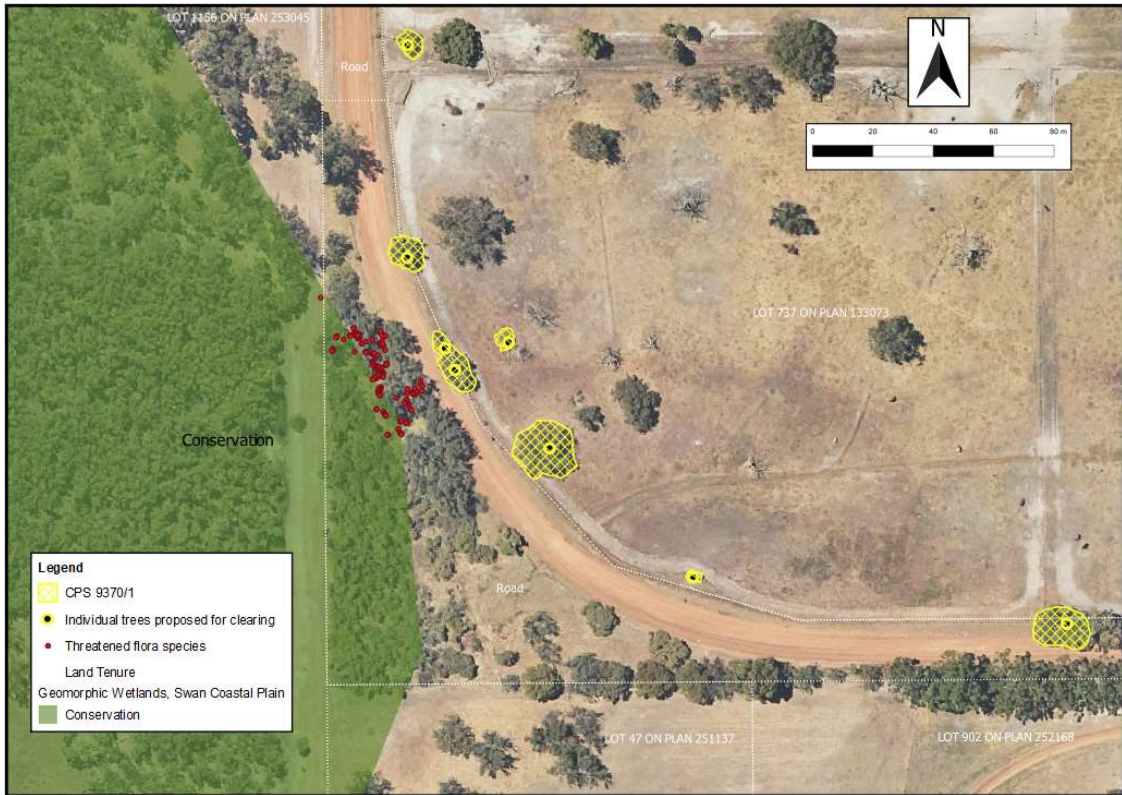 LOT 1156 ON PLAN 253045
N
Road
0 20 40 60 80 m
LOT 737 ON PLAN 133073
Conservation
Road
Legend
CPS 9370/1
Individual trees proposed for clearing
Threatened flora species
Land Tenure
Geomorphic Wetlands, Swan Coastal Plain
Conservation
LOT 47 ON PLAN 251137
LOT 902 ON PLAN 252168